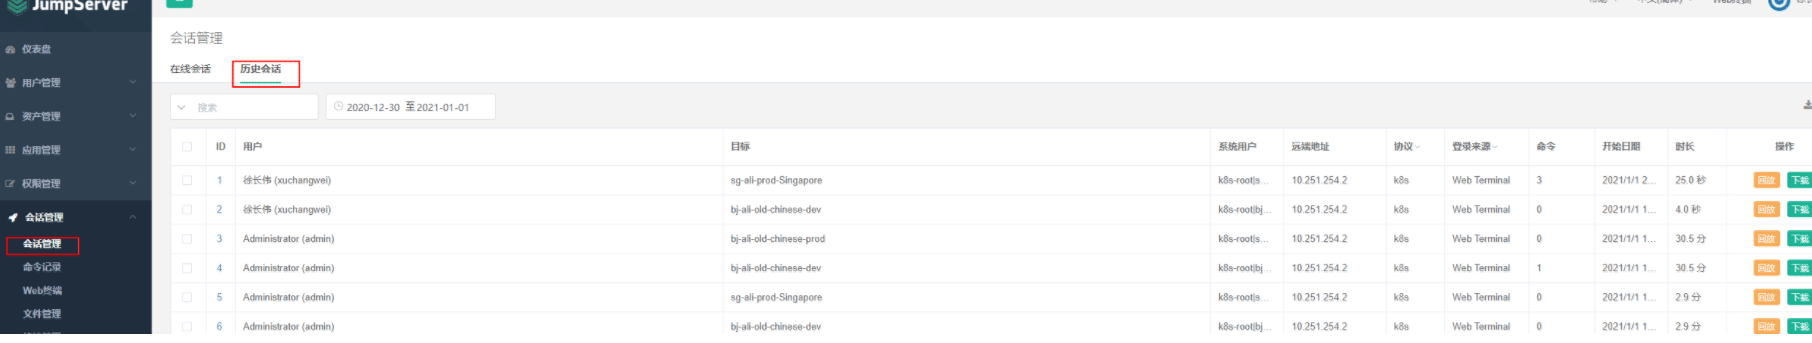 JumpServer
Web终端
仪表盘
用户管理
资产管理
应用管理
权限管理
会话管理
会话管理
命令记录
Web终端
文件管理
会话管理
在线会话 历史会话
搜索 2020-12-30 至 2021-01-01
ID 用户 目标 系统用户 远端地址 协议 登录来源 命令 开始日期 时长 操作
1 徐长伟 (xuchangwei) sg-ali-prod-Singapore k8s-root|s... 10.251.254.2 k8s Web Terminal 3 2021/1/1 2... 25.0 秒 回放 下载
2 徐长伟 (xuchangwei) bj-ali-old-chinese-dev k8s-root|bj... 10.251.254.2 k8s Web Terminal 0 2021/1/1 1... 4.0 秒 回放 下载
3 Administrator (admin) bj-ali-old-chinese-prod k8s-root|s... 10.251.254.2 k8s Web Terminal 0 2021/1/1 1... 30.5 分 回放 下载
4 Administrator (admin) bj-ali-old-chinese-dev k8s-root|bj... 10.251.254.2 k8s Web Terminal 1 2021/1/1 1... 30.5 分 回放 下载
5 Administrator (admin) sg-ali-prod-Singapore k8s-root|s... 10.251.254.2 k8s Web Terminal 0 2021/1/1 1... 2.9 分 回放 下载
6 Administrator (admin) bj-ali-old-chinese-dev k8s-root|bj... 10.251.254.2 k8s Web Terminal 0 2021/1/1 1... 2.9 分 回放 下载